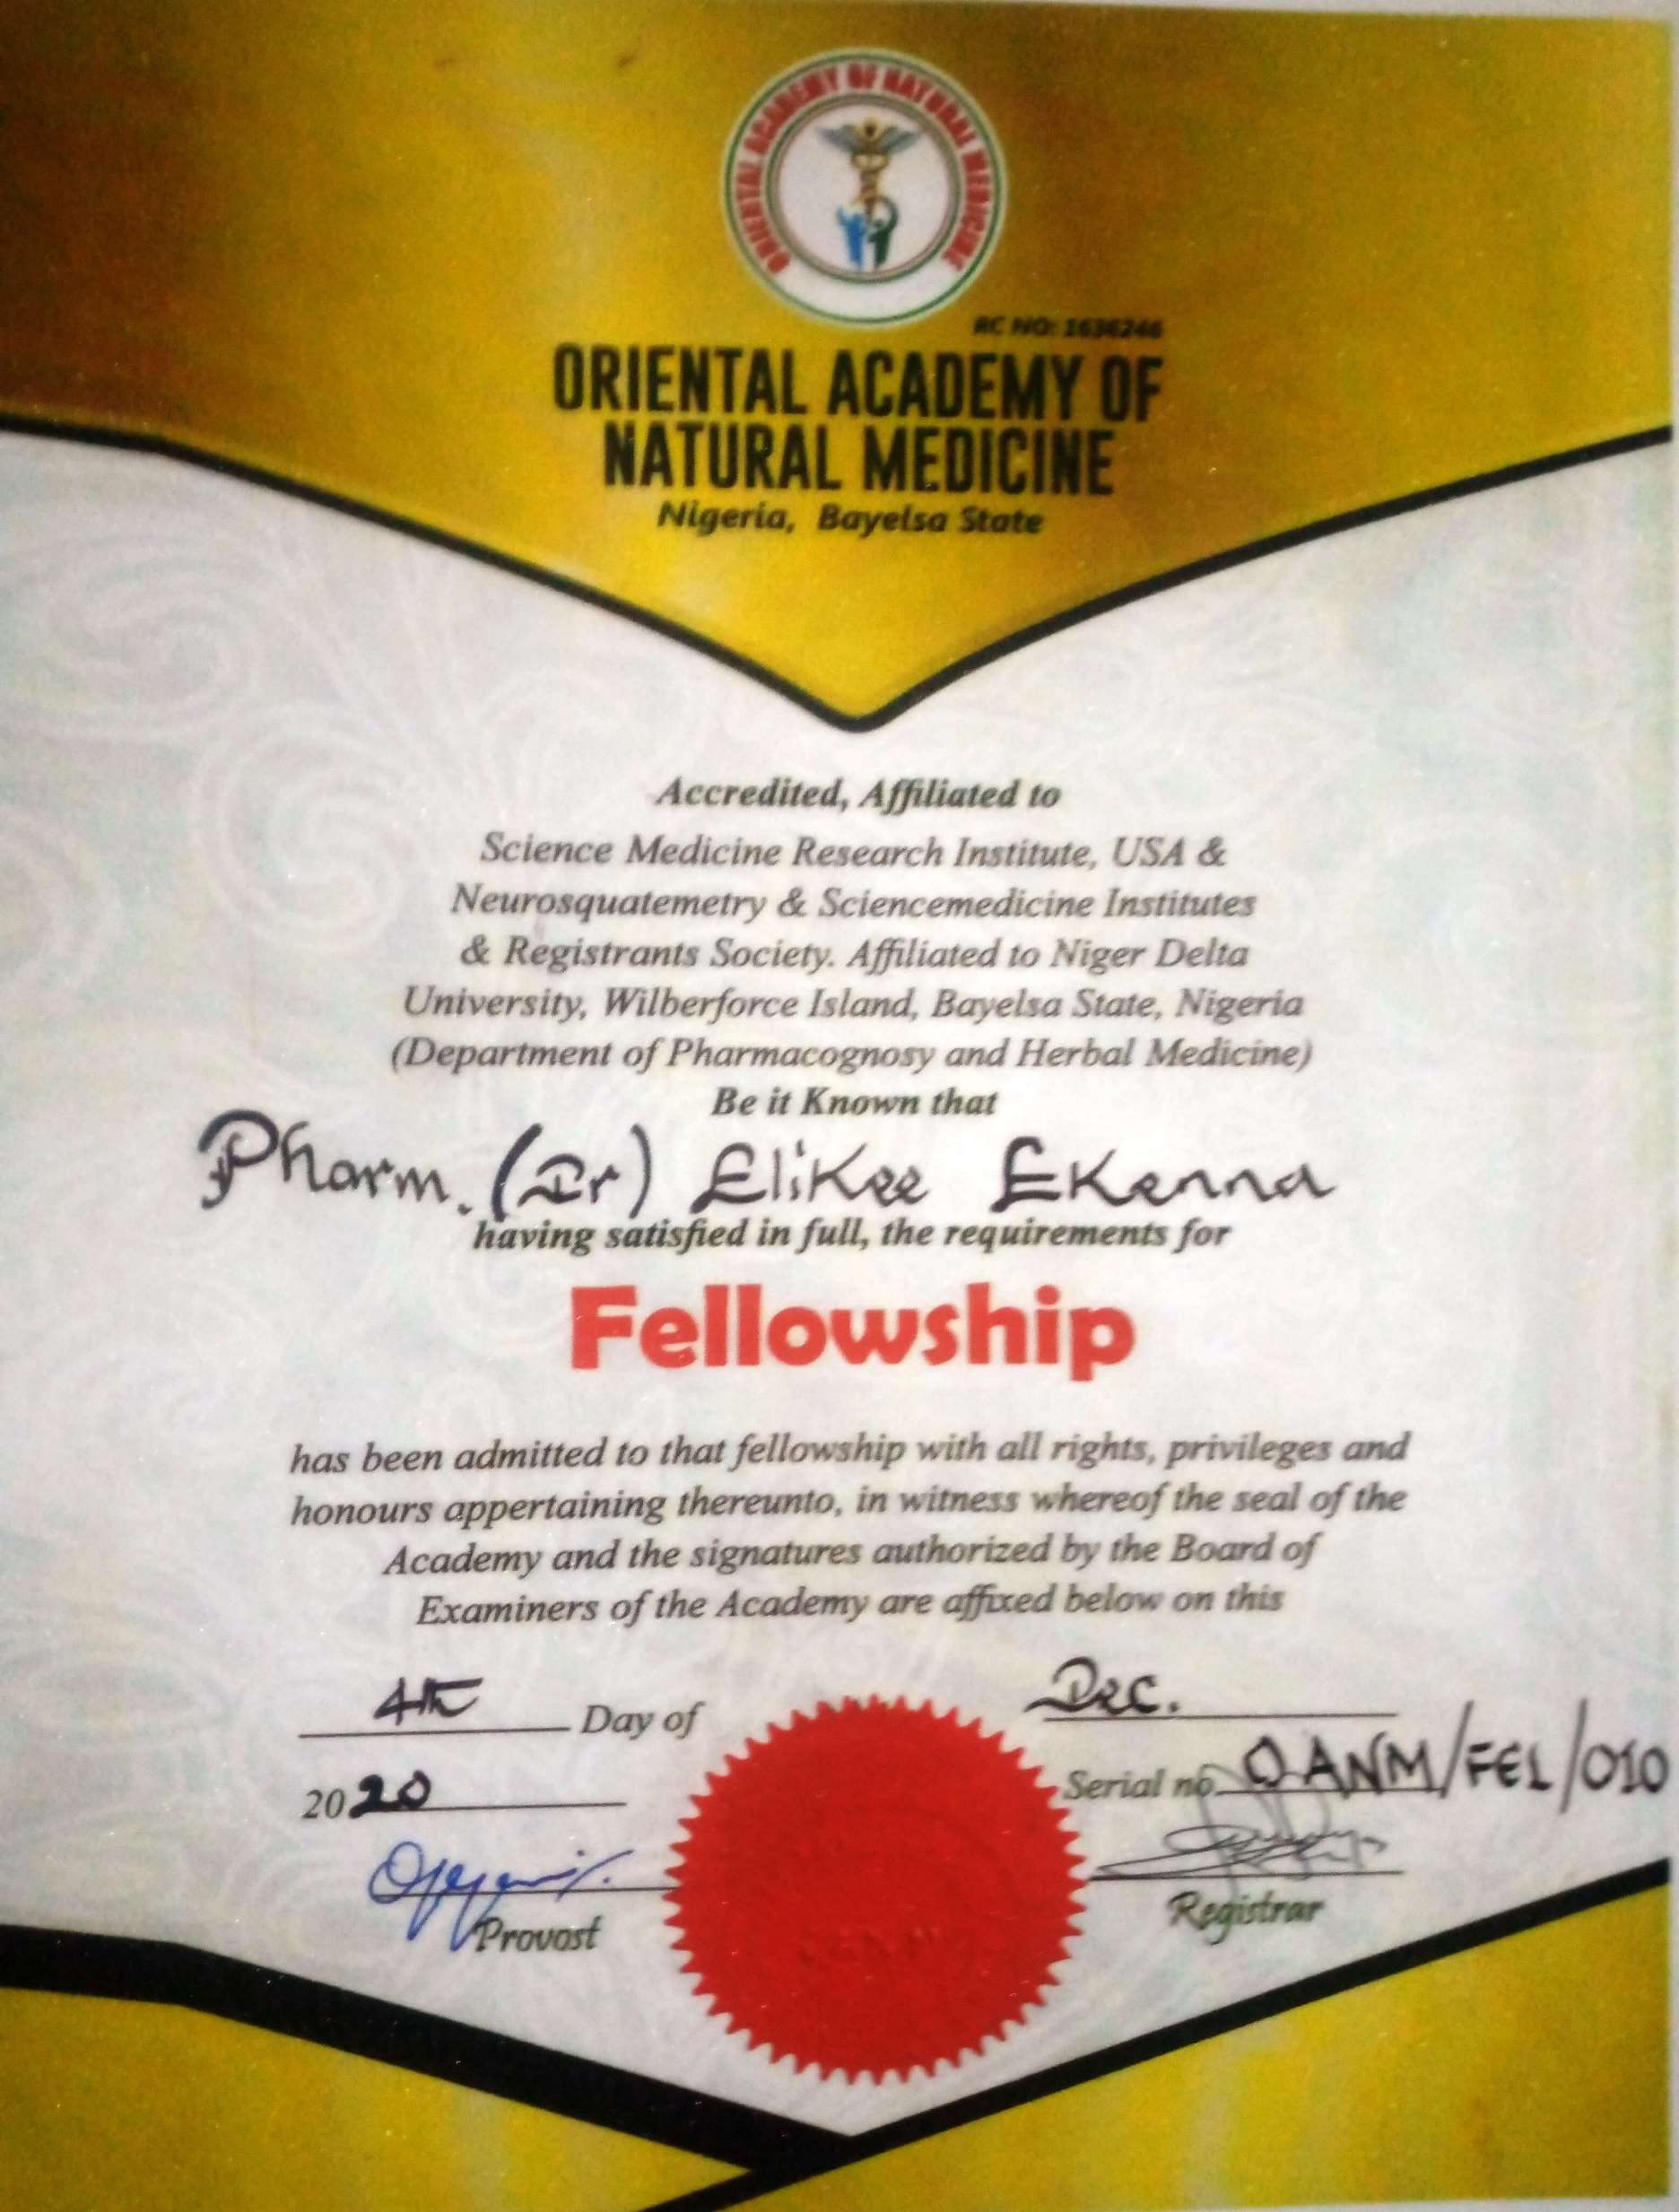 ORIENTAL ACADEMY OF NATURAL MEDICINE
RC NO: 1636246
ORIENTAL ACADEMY OF
NATURAL MEDICINE
Nigeria, Bayelsa State
Accredited, Affiliated to
Science Medicine Research Institute, USA &
Neurosquatemetry & Sciencemedicine Institutes
& Registrants Society. Affiliated to Niger Delta
University, Wilberforce Island, Bayelsa State, Nigeria
(Department of Pharmacognosy and Herbal Medicine)
Be it Known that
Pharm. (Dr) Elikee Ekenna
having satisfied in full, the requirements for
Fellowship
has been admitted to that fellowship with all rights, privileges and
honours appertaining thereunto, in witness whereof the seal of the
Academy and the signatures authorized by the Board of
Examiners of the Academy are affixed below on this
4th Day of Dec.
2020 Serial no. OANM/FEL/010
Provost Registrar